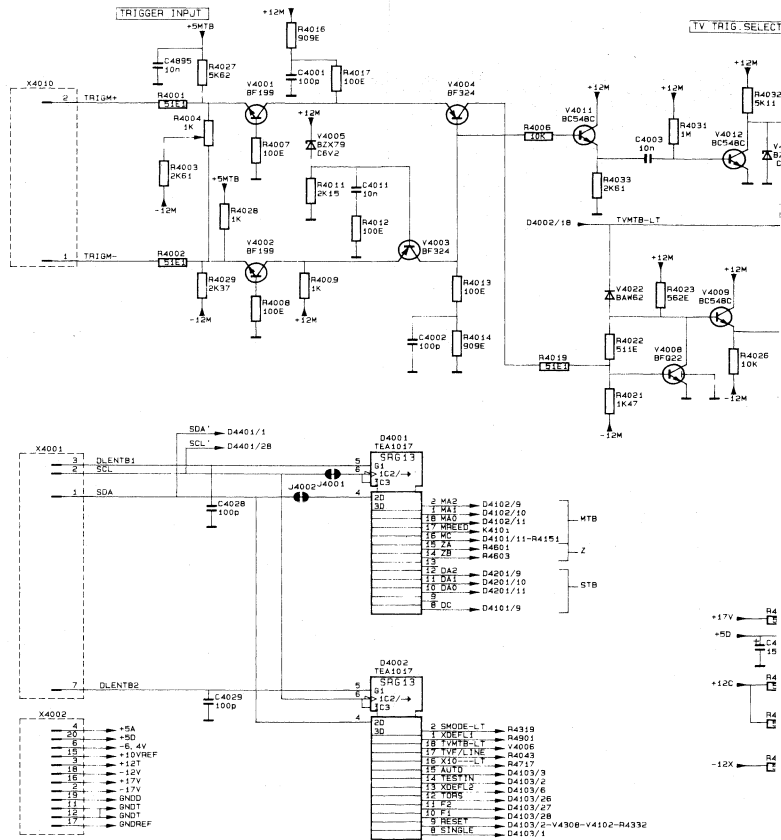 TRIGGER INPUT
TV TRIG.SELECT
+5MTB
+12M
R4016
909E
C4895
10n
R4027
5K62
C4001
100p
R4017
100E
X4010
2 TRIGM+
R4001
51E1
V4001
BF199
V4004
BF324
R4004
1K
R4007
100E
+12M
V4005
BZX79
C6V2
R4003
2K61
-12M
+5MTB
R4028
1K
R4011
2K15
C4011
10n
R4012
100E
1 TRIGM-
R4002
51E1
V4002
BF199
V4003
BF324
R4029
2K37
-12M
R4008
100E
R4009
1K
+12M
R4013
100E
C4002
100p
R4014
909E
+12M
V4011
BC548C
R4006
10K
C4003
10n
+12M
R4031
1M
+12M
V4012
BC548C
R4032
5K11
R4033
2K61
D4002/18
TVMTB-LT
V4022
BAW62
+12M
R4023
562E
+12M
V4009
BC548C
R4022
511E
V4008
BFQ22
R4019
51E1
R4021
1K47
-12M
R4026
10K
-12M
SDA' D4401/1
SCL' D4401/28
X4001
3 DLENTB1
2 SCL
1 SDA
J4001
J4002
C4028
100p
D4001
TEA1017
SRG13
5 G1
6 1C2/→
C3
4 2D
3D
2 MA2 D4102/9
1 MA1 D4102/10
18 MA0 D4102/11
17 MREED K4101
16 MC D4101/11-R4151
15 ZA R4601
14 ZB R4603
13
12 DA2 D4201/9
11 DA1 D4201/10
10 DA0 D4201/11
9
8 DC D4101/9
MTB
Z
STB
7 DLENTB2
C4029
100p
D4002
TEA1017
SRG13
5 G1
6 1C2/→
C3
4 2D
3D
2 SMODE-LT R4319
1 XDEFL1 R4901
18 TVMTB-LT V4006
17 TVF/LINE R4043
16 X10---LT R4717
15 AUTO D4103/3
14 TESTIN D4103/2
13 XDEFL2 D4103/6
12 TDRS D4103/26
11 F2 D4103/27
10 F1 D4103/28
9 RESET D4103/2-V4308-V4102-R4332
8 SINGLE D4103/1
X4002
4 +5A
20 +5D
6 -6,4V
15 +10VREF
3 +12T
18 -12V
16 +17V
2 -17V
19 GNDD
11 GNDT
12 GNDT
17 GNDREF
+17V
+5D
+12C
-12X